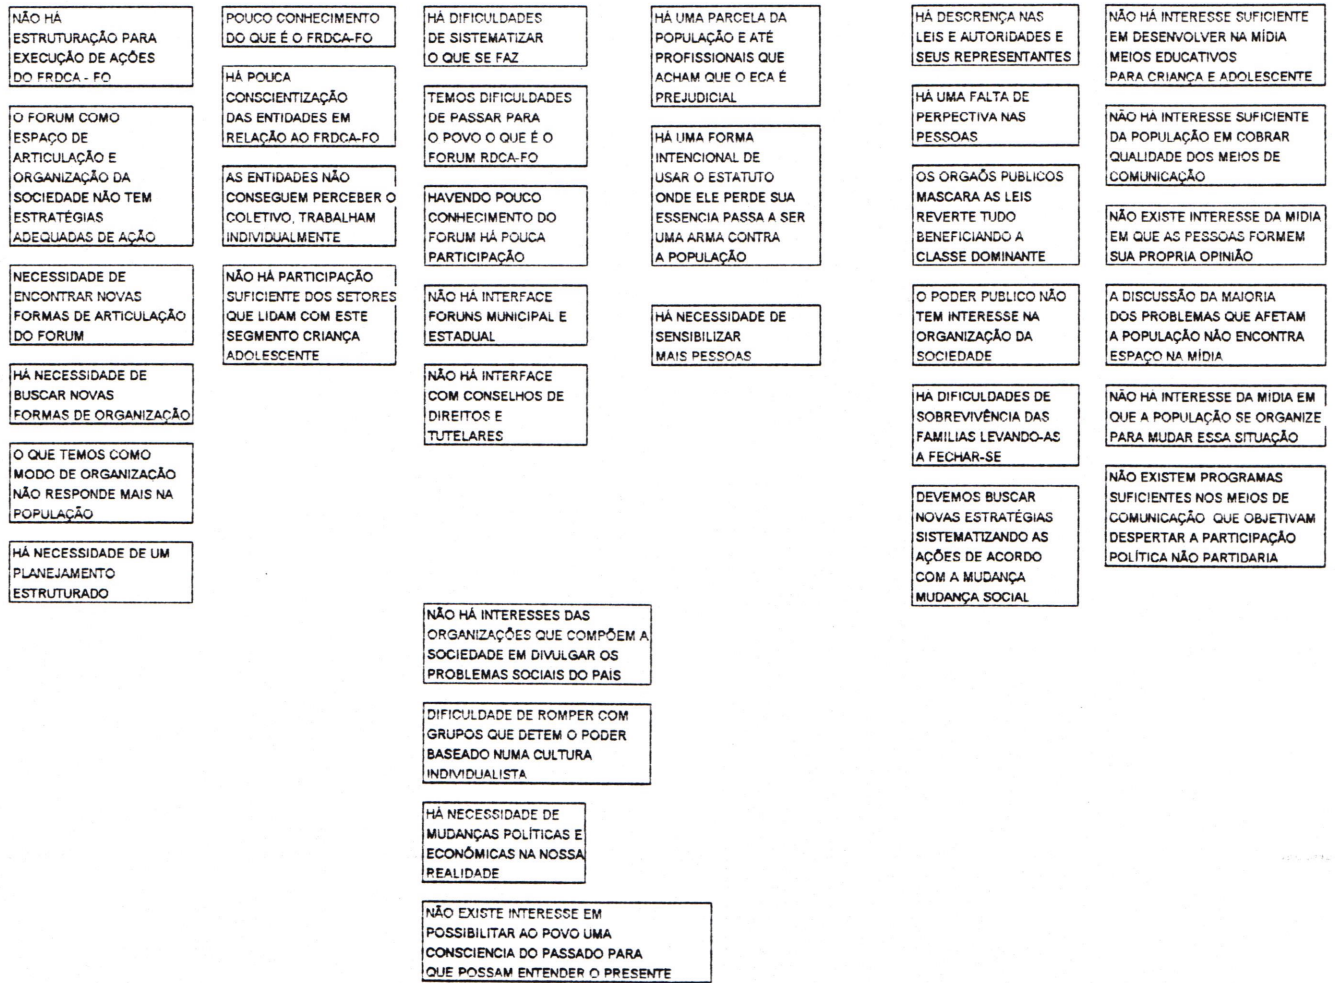 NÃO HÁ
ESTRUTURAÇÃO PARA
EXECUÇÃO DE AÇÕES
DO FRDCA - FO
O FORUM COMO
ESPAÇO DE
ARTICULAÇÃO E
ORGANIZAÇÃO DA
SOCIEDADE NÃO TEM
ESTRATÉGIAS
ADEQUADAS DE AÇÃO
NECESSIDADE DE
ENCONTRAR NOVAS
FORMAS DE ARTICULAÇÃO
DO FORUM
HÁ NECESSIDADE DE
BUSCAR NOVAS
FORMAS DE ORGANIZAÇÃO
O QUE TEMOS COMO
MODO DE ORGANIZAÇÃO
NÃO RESPONDE MAIS NA
POPULAÇÃO
HÁ NECESSIDADE DE UM
PLANEJAMENTO
ESTRUTURADO
POUCO CONHECIMENTO
DO QUE É O FRDCA-FO
HÁ POUCA
CONSCIENTIZAÇÃO
DAS ENTIDADES EM
RELAÇÃO AO FRDCA-FO
AS ENTIDADES NÃO
CONSEGUEM PERCEBER O
COLETIVO, TRABALHAM
INDIVIDUALMENTE
NÃO HÁ PARTICIPAÇÃO
SUFICIENTE DOS SETORES
QUE LIDAM COM ESTE
SEGMENTO CRIANÇA
ADOLESCENTE
HÁ DIFICULDADES
DE SISTEMATIZAR
O QUE SE FAZ
TEMOS DIFICULDADES
DE PASSAR PARA
O POVO O QUE É O
FORUM RDCA-FO
HAVENDO POUCO
CONHECIMENTO DO
FORUM HÁ POUCA
PARTICIPAÇÃO
NÃO HÁ INTERFACE
FORUNS MUNICIPAL E
ESTADUAL
NÃO HÁ INTERFACE
COM CONSELHOS DE
DIREITOS E
TUTELARES
HÁ UMA PARCELA DA
POPULAÇÃO E ATÉ
PROFISSIONAIS QUE
ACHAM QUE O ECA É
PREJUDICIAL
HÁ UMA FORMA
INTENCIONAL DE
USAR O ESTATUTO
ONDE ELE PERDE SUA
ESSENCIA PASSA A SER
UMA ARMA CONTRA
A POPULAÇÃO
HÁ NECESSIDADE DE
SENSIBILIZAR
MAIS PESSOAS
NÃO HÁ INTERESSES DAS
ORGANIZAÇÕES QUE COMPÕEM A
SOCIEDADE EM DIVULGAR OS
PROBLEMAS SOCIAIS DO PAÍS
DIFICULDADE DE ROMPER COM
GRUPOS QUE DETEM O PODER
BASEADO NUMA CULTURA
INDIVIDUALISTA
HÁ NECESSIDADE DE
MUDANÇAS POLÍTICAS E
ECONÔMICAS NA NOSSA
REALIDADE
NÃO EXISTE INTERESSE EM
POSSIBILITAR AO POVO UMA
CONSCIENCIA DO PASSADO PARA
QUE POSSAM ENTENDER O PRESENTE
HÁ DESCRENÇA NAS
LEIS E AUTORIDADES E
SEUS REPRESENTANTES
HÁ UMA FALTA DE
PERPECTIVA NAS
PESSOAS
OS ORGAÕS PUBLICOS
MASCARA AS LEIS
REVERTE TUDO
BENEFICIANDO A
CLASSE DOMINANTE
O PODER PUBLICO NÃO
TEM INTERESSE NA
ORGANIZAÇÃO DA
SOCIEDADE
HÁ DIFICULDADES DE
SOBREVIVÊNCIA DAS
FAMILIAS LEVANDO-AS
A FECHAR-SE
DEVEMOS BUSCAR
NOVAS ESTRATÉGIAS
SISTEMATIZANDO AS
AÇÕES DE ACORDO
COM A MUDANÇA
MUDANÇA SOCIAL
NÃO HÁ INTERESSE SUFICIENTE
EM DESENVOLVER NA MÍDIA
MEIOS EDUCATIVOS
PARA CRIANÇA E ADOLESCENTE
NÃO HÁ INTERESSE SUFICIENTE
DA POPULAÇÃO EM COBRAR
QUALIDADE DOS MEIOS DE
COMUNICAÇÃO
NÃO EXISTE INTERESSE DA MIDIA
EM QUE AS PESSOAS FORMEM
SUA PROPRIA OPINIÃO
A DISCUSSÃO DA MAIORIA
DOS PROBLEMAS QUE AFETAM
A POPULAÇÃO NÃO ENCONTRA
ESPAÇO NA MÍDIA
NÃO HÁ INTERESSE DA MIDIA EM
QUE A POPULAÇÃO SE ORGANIZE
PARA MUDAR ESSA SITUAÇÃO
NÃO EXISTEM PROGRAMAS
SUFICIENTES NOS MEIOS DE
COMUNICAÇÃO QUE OBJETIVAM
DESPERTAR A PARTICIPAÇÃO
POLÍTICA NÃO PARTIDARIA